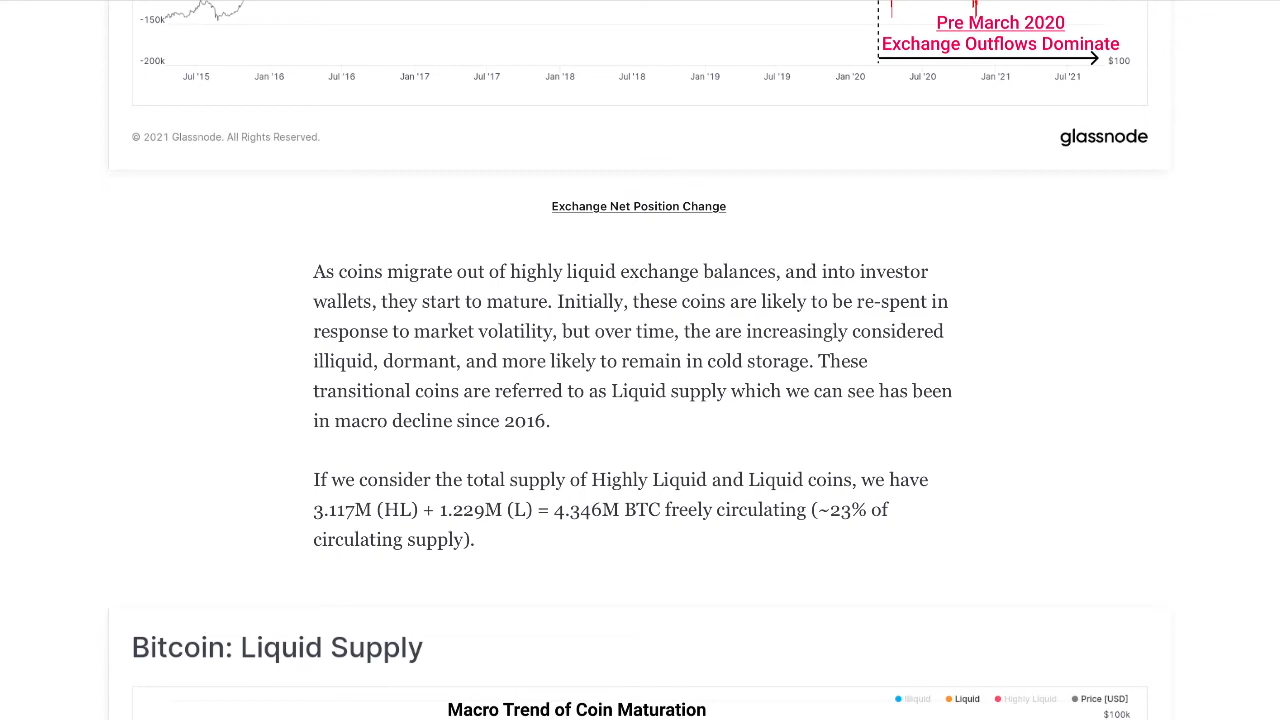 -150k
Pre March 2020
Exchange Outflows Dominate
-200k
$100
Jul '15 Jan '16 Jul '16 Jan '17 Jul '17 Jan '18 Jul '18 Jan '19 Jul '19 Jan '20 Jul '20 Jan '21 Jul '21
© 2021 Glassnode. All Rights Reserved.
glassnode
Exchange Net Position Change
As coins migrate out of highly liquid exchange balances, and into investor
wallets, they start to mature. Initially, these coins are likely to be re-spent in
response to market volatility, but over time, the are increasingly considered
illiquid, dormant, and more likely to remain in cold storage. These
transitional coins are referred to as Liquid supply which we can see has been
in macro decline since 2016.
If we consider the total supply of Highly Liquid and Liquid coins, we have
3.117M (HL) + 1.229M (L) = 4.346M BTC freely circulating (~23% of
circulating supply).
Bitcoin: Liquid Supply
Illiquid Liquid Highly Liquid Price [USD]
Macro Trend of Coin Maturation
$100k